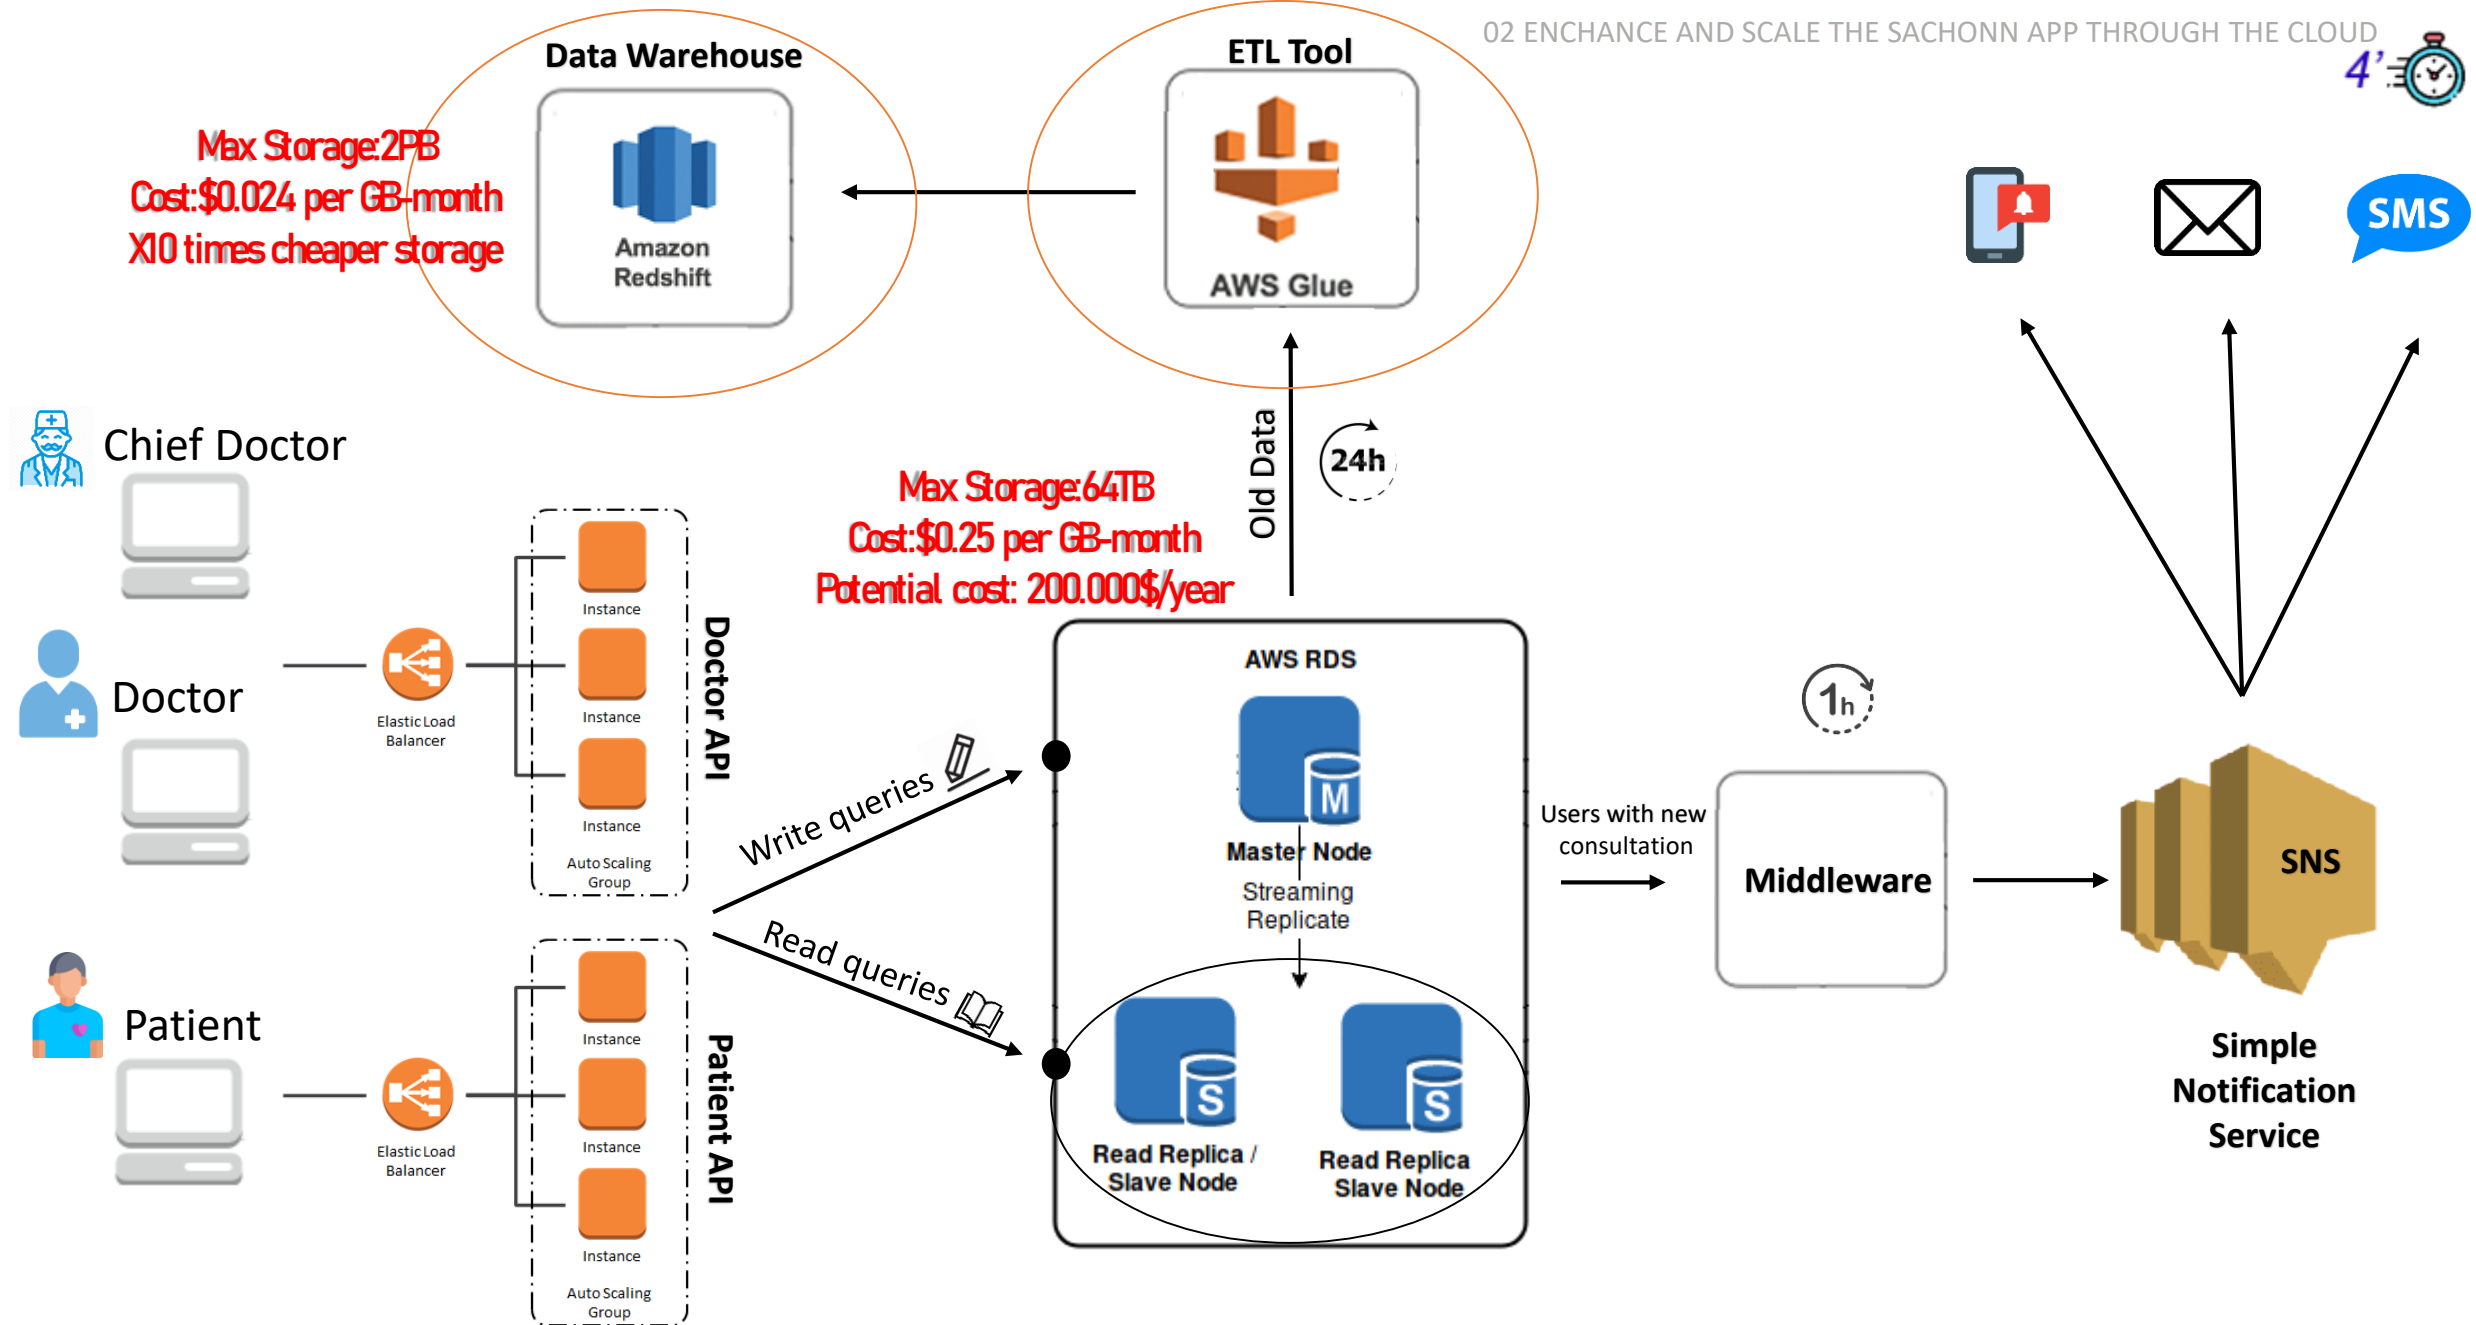 02 ENCHANCE AND SCALE THE SACHONN APP THROUGH THE CLOUD
4’
Data Warehouse
Amazon
Redshift
Max Storage:2PB
Cost:$0.024 per GB-month
X10 times cheaper storage
ETL Tool
AWS Glue
SMS
Old Data
24h
Max Storage:64TB
Cost:$0.25 per GB-month
Potential cost: 200.000$/year
Chief Doctor
Doctor
Elastic Load
Balancer
Instance
Instance
Instance
Auto Scaling
Group
Doctor API
Patient
Elastic Load
Balancer
Instance
Instance
Instance
Auto Scaling
Group
Patient API
Write queries
Read queries
AWS RDS
M
Master Node
Streaming
Replicate
S
Read Replica /
Slave Node
S
Read Replica
Slave Node
Users with new
consultation
1h
Middleware
SNS
Simple
Notification
Service